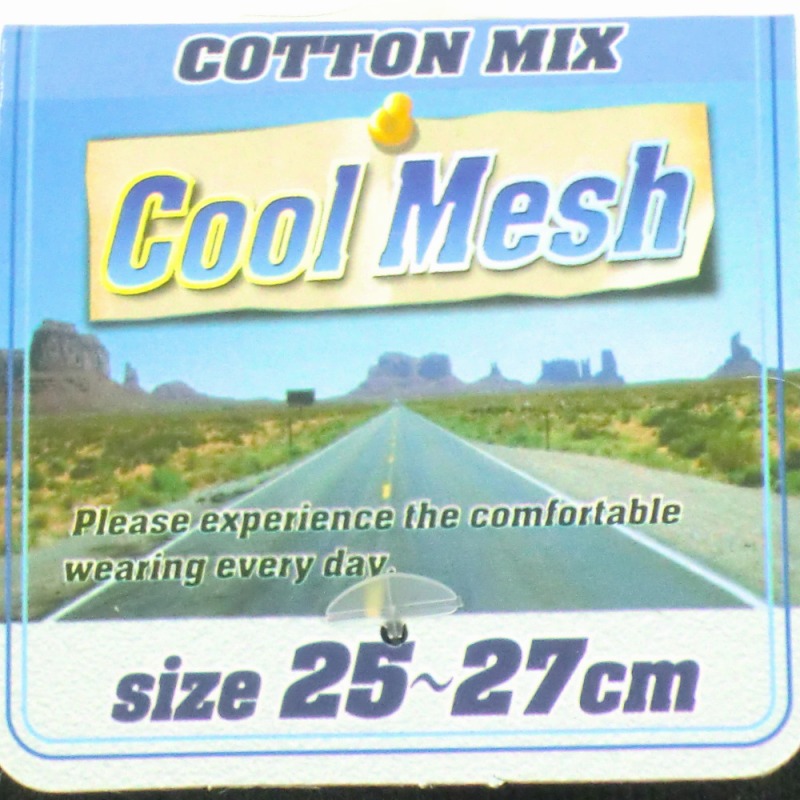 COTTON MIX
Cool Mesh
Please experience the comfortable
wearing every day.
size 25~27cm